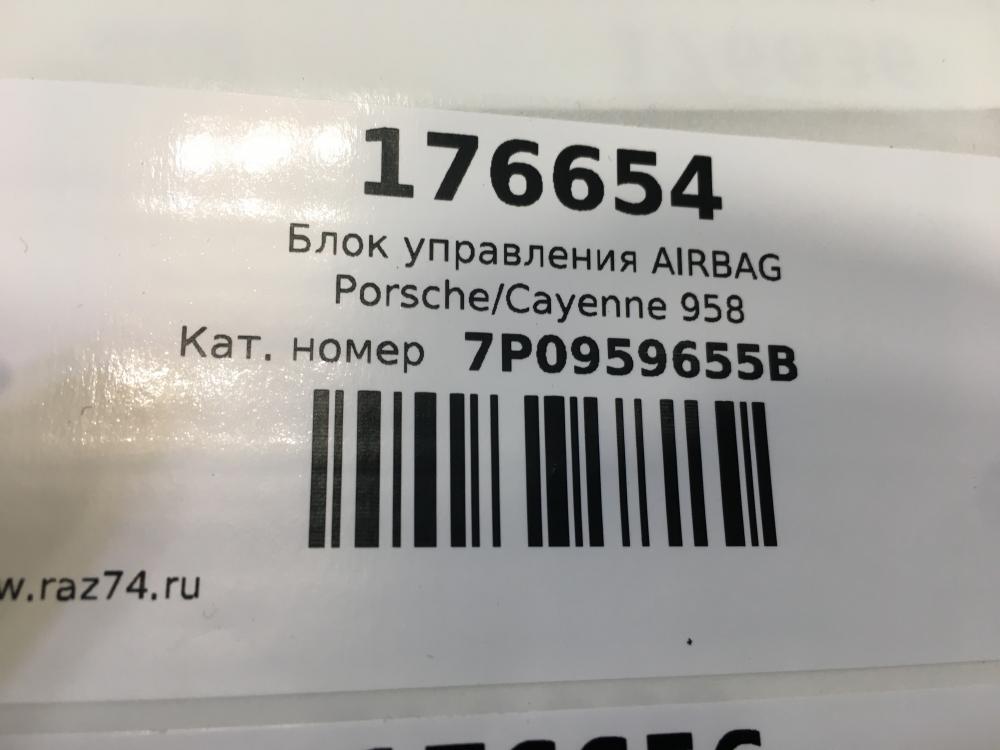 176654
Блок управления AIRBAG
Porsche/Cayenne 958
Кат. номер 7P0959655B
w.raz74.ru